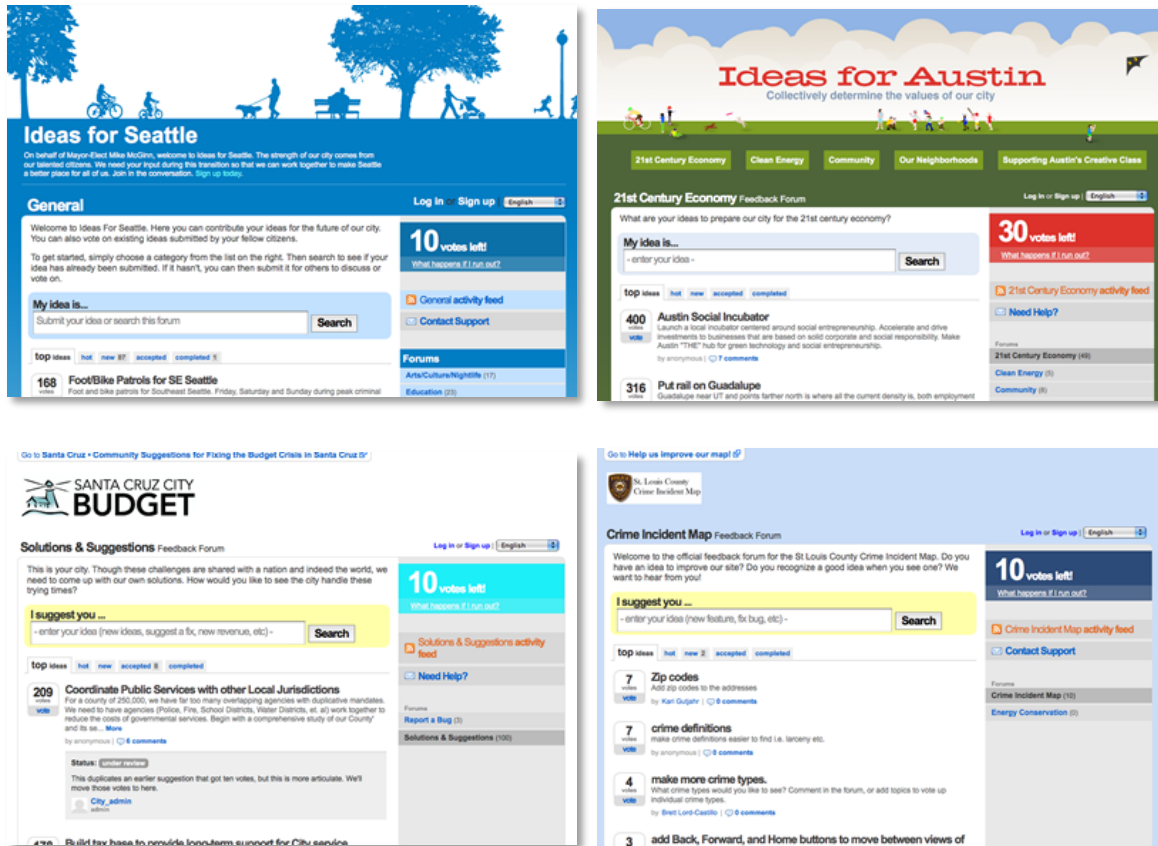 Ideas for Seattle
On behalf of Mayor-Elect Mike McGinn, welcome to Ideas for Seattle. The strength of our city comes from
our talented citizens. We need your input during this transition so that we can work together to make Seattle
a better place for all of us. Join in the conversation. Sign up today.
General
Log in or Sign up | English
Welcome to Ideas For Seattle. Here you can contribute your ideas for the future of our city.
You can also vote on existing ideas submitted by your fellow citizens.
To get started, simply choose a category from the list on the right. Then search to see if your
idea has already been submitted. If it hasn't, you can then submit it for others to discuss or
vote on.
My idea is...
Submit your idea or search this forum
Search
top ideas hot new 87 accepted completed 1
168 votes
Foot/Bike Patrols for SE Seattle
Foot and bike patrols for Southeast Seattle. Friday, Saturday and Sunday during peak criminal
10 votes left!
What happens if I run out?
General activity feed
Contact Support
Forums
Arts/Culture/Nightlife (17)
Education (23)
Ideas for Austin
Collectively determine the values of our city
21st Century Economy
Clean Energy
Community
Our Neighborhoods
Supporting Austin's Creative Class
21st Century Economy Feedback Forum
Log in or Sign up | English
What are your ideas to prepare our city for the 21st century economy?
My idea is...
- enter your idea -
Search
top ideas hot new accepted completed
400 votes
vote
Austin Social Incubator
Launch a local incubator centered around social entrepreneurship. Accelerate and drive
investments to businesses that are based on solid corporate and social responsibility. Make
Austin "THE" hub for green technology and social entrepreneurship.
by anonymous | 7 comments
316 votes
vote
Put rail on Guadalupe
Guadalupe near UT and points farther north is where all the current density is, both employment
30 votes left!
What happens if I run out?
21st Century Economy activity feed
Need Help?
Forums
21st Century Economy (49)
Clean Energy (5)
Community (8)
Go to Santa Cruz • Community Suggestions for Fixing the Budget Crisis in Santa Cruz
SANTA CRUZ CITY
BUDGET
Solutions & Suggestions Feedback Forum
Log in or Sign up | English
This is your city. Though these challenges are shared with a nation and indeed the world, we
need to come up with our own solutions. How would you like to see the city handle these
trying times?
I suggest you ...
- enter your idea (new ideas, suggest a fix, new revenue, etc) -
Search
top ideas hot new accepted 8 completed
209 votes
vote
Coordinate Public Services with other Local Jurisdictions
For a county of 250,000, we have far too many overlapping agencies with duplicative mandates.
We need to have agencies (Police, Fire, School Districts, Water Districts, et. al) work together to
reduce the costs of governmental services. Begin with a comprehensive study of our County'
and its se... More
by anonymous | 6 comments
Status: under review
This duplicates an earlier suggestion that got ten votes, but this is more articulate. We'll
move those votes to here.
City_admin
admin
Build tax base to provide long-term support for City service
10 votes left!
What happens if I run out?
Solutions & Suggestions activity
feed
Need Help?
Forums
Report a Bug (3)
Solutions & Suggestions (100)
Go to Help us improve our map!
St. Louis County
Crime Incident Map
Crime Incident Map Feedback Forum
Log in or Sign up | English
Welcome to the official feedback forum for the St Louis County Crime Incident Map. Do you
have an idea to improve our site? Do you recognize a good idea when you see one? We
want to hear from you!
I suggest you ...
- enter your idea (new feature, fix bug, etc) -
Search
top ideas hot new 2 accepted completed
7 votes
vote
Zip codes
Add zip codes to the addresses
by Karl Gutjahr | 0 comments
7 votes
vote
crime definitions
make crime definitions easier to find i.e. larceny etc.
by anonymous | 0 comments
4 votes
vote
make more crime types.
What crime types would you like to see? Comment in the forum, or add topics to vote up
individual crime types.
by Brett Lord-Castillo | 0 comments
3
add Back, Forward, and Home buttons to move between views of
10 votes left!
What happens if I run out?
Crime Incident Map activity feed
Contact Support
Forums
Crime Incident Map (10)
Energy Conservation (0)